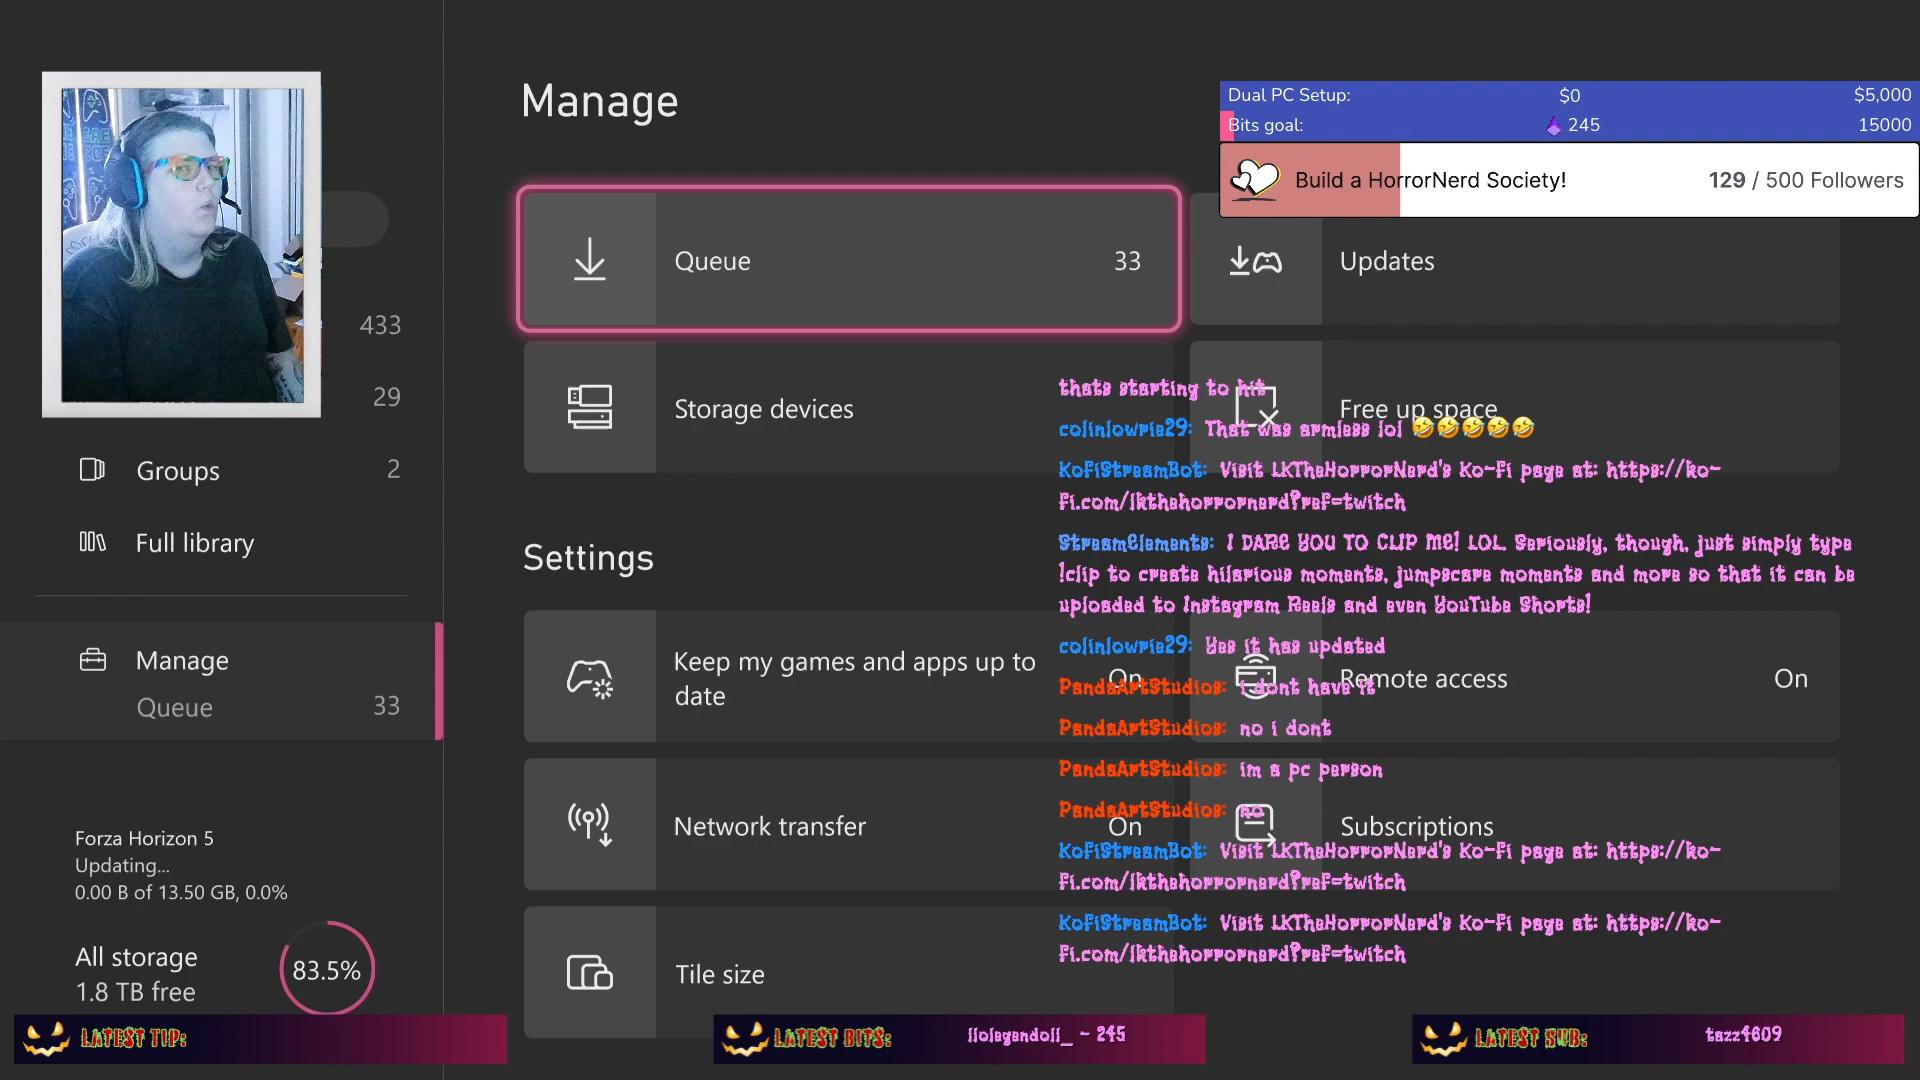 Manage
Dual PC Setup: $0 $5,000
Bits goal: 245 15000
Build a HorrorNerd Society! 129 / 500 Followers
Queue 33
Updates
433
29
Groups 2
Full library
Manage
Queue 33
Storage devices
Free up space
Settings
Keep my games and apps up to
date
On
Remote access On
Network transfer On
Subscriptions
Tile size
thats starting to hit
colinlowrie29: That was armless lol 🤣🤣🤣🤣🤣
KoFiStreamBot: Visit LKTheHorrorNerd's Ko-Fi page at: https://ko-
fi.com/lkthehorrornerd?ref=twitch
StreamElements: I DARE YOU TO CLIP ME! LOL. Seriously, though, just simply type
!clip to create hilarious moments, jumpscare moments and more so that it can be
uploaded to Instagram Reels and even YouTube Shorts!
colinlowrie29: Yes it has updated
PandaArtStudios: i dont have it
PandaArtStudios: no i dont
PandaArtStudios: im a pc person
PandaArtStudios: no
KoFiStreamBot: Visit LKTheHorrorNerd's Ko-Fi page at: https://ko-
fi.com/lkthehorrornerd?ref=twitch
KoFiStreamBot: Visit LKTheHorrorNerd's Ko-Fi page at: https://ko-
fi.com/lkthehorrornerd?ref=twitch
Forza Horizon 5
Updating...
0.00 B of 13.50 GB, 0.0%
All storage
1.8 TB free
83.5%
LATEST TIP:
LATEST BITS: llolegendoll_ - 245
LATEST SUB: tazz4609